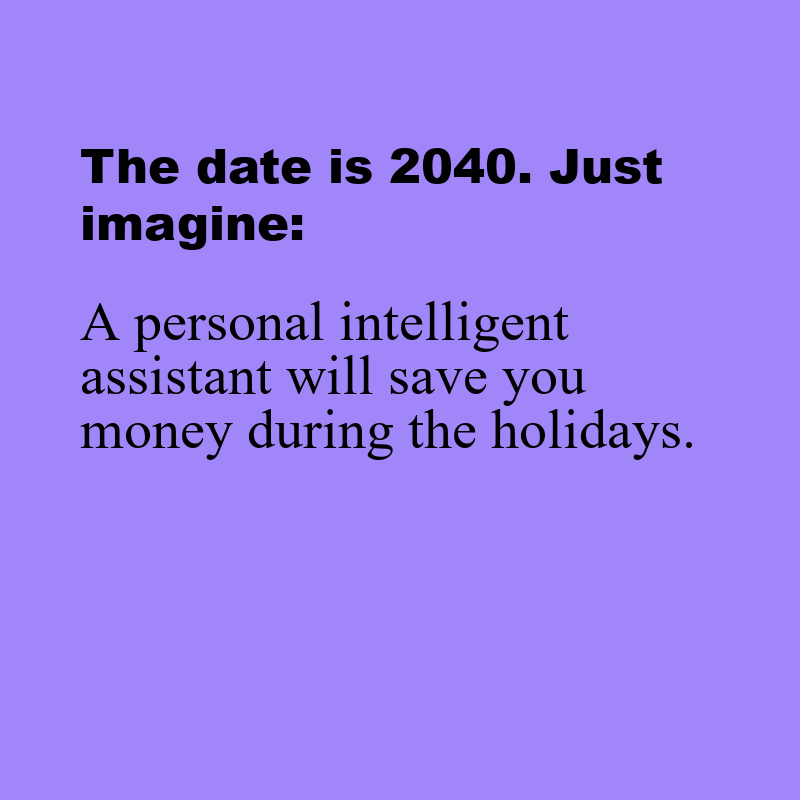 The date is 2040. Just
imagine:
A personal intelligent
assistant will save you
money during the holidays.